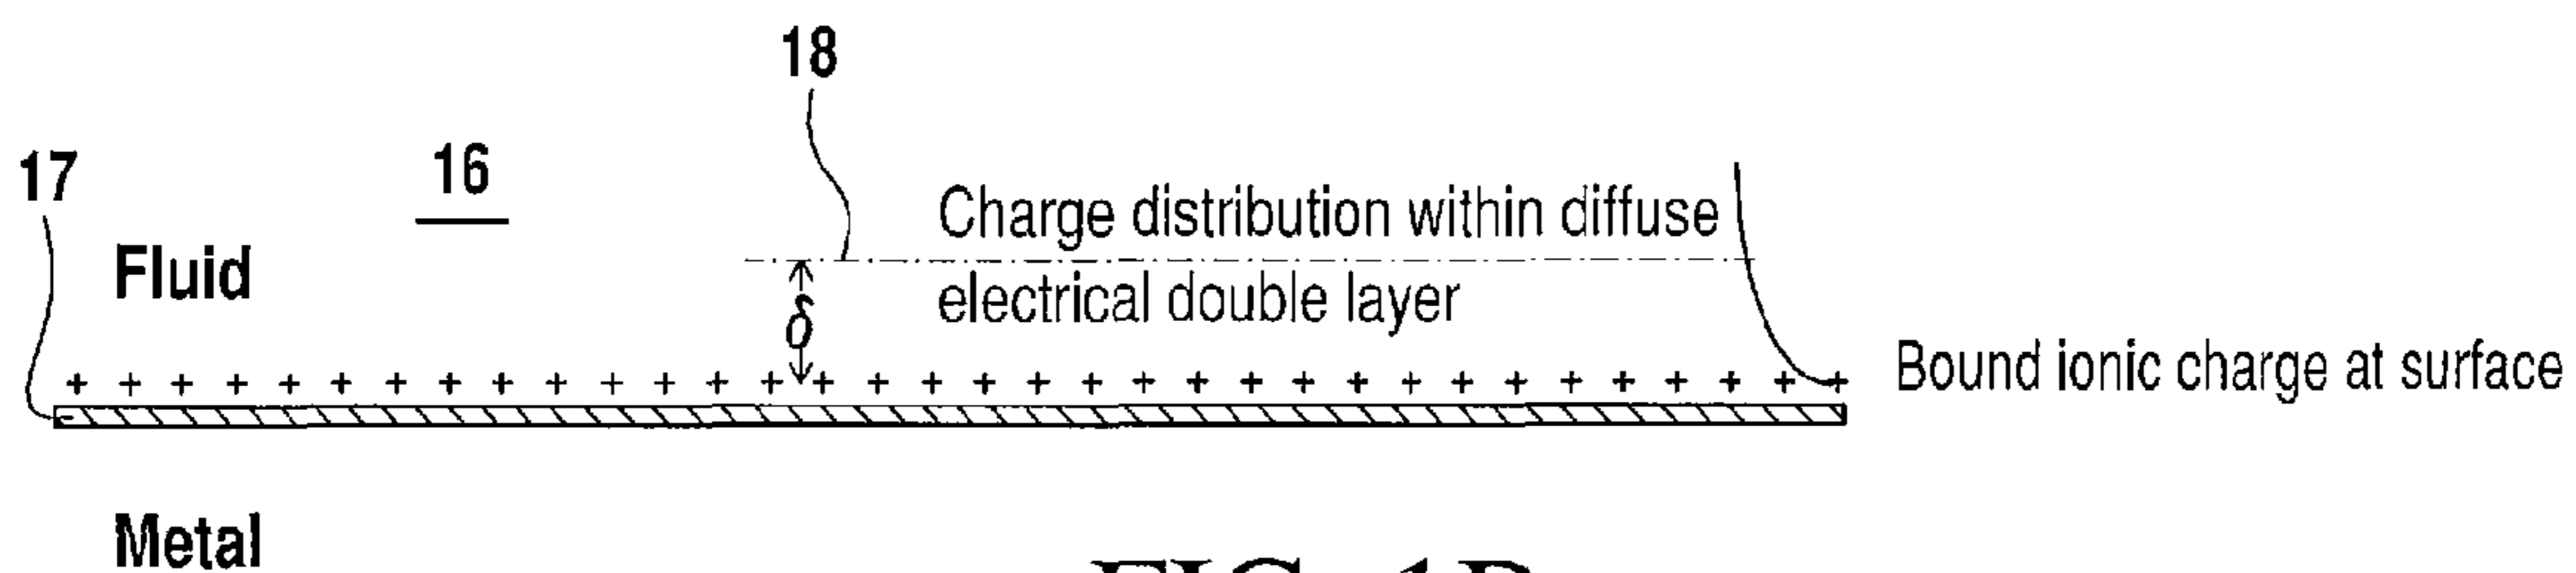 18
17
16
Charge distribution within diffuse
Fluid
electrical double layer
δ
+ + + + + + + + + + + + + + + + + + + + + + + + + + + + + + + + + +
Bound ionic charge at surface
Metal